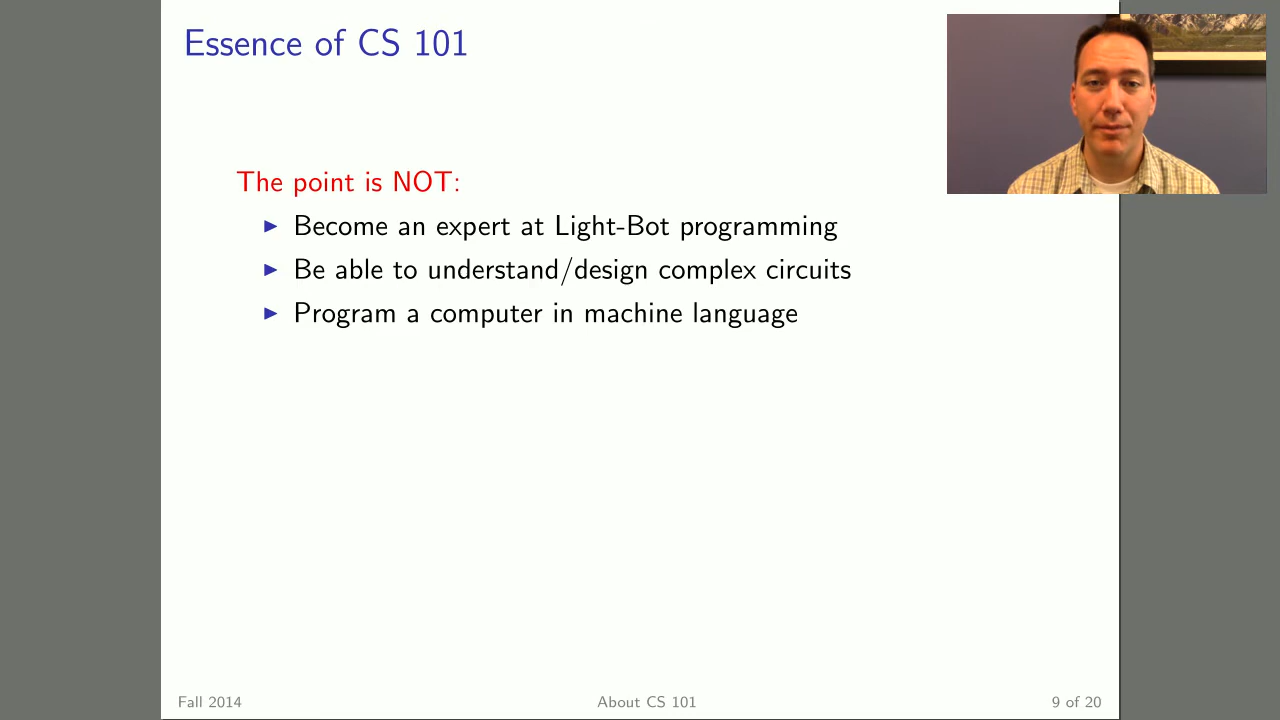 Essence of CS 101
The point is NOT:
Become an expert at Light-Bot programming
Be able to understand/design complex circuits
Program a computer in machine language
Fall 2014
About CS 101
9 of 20